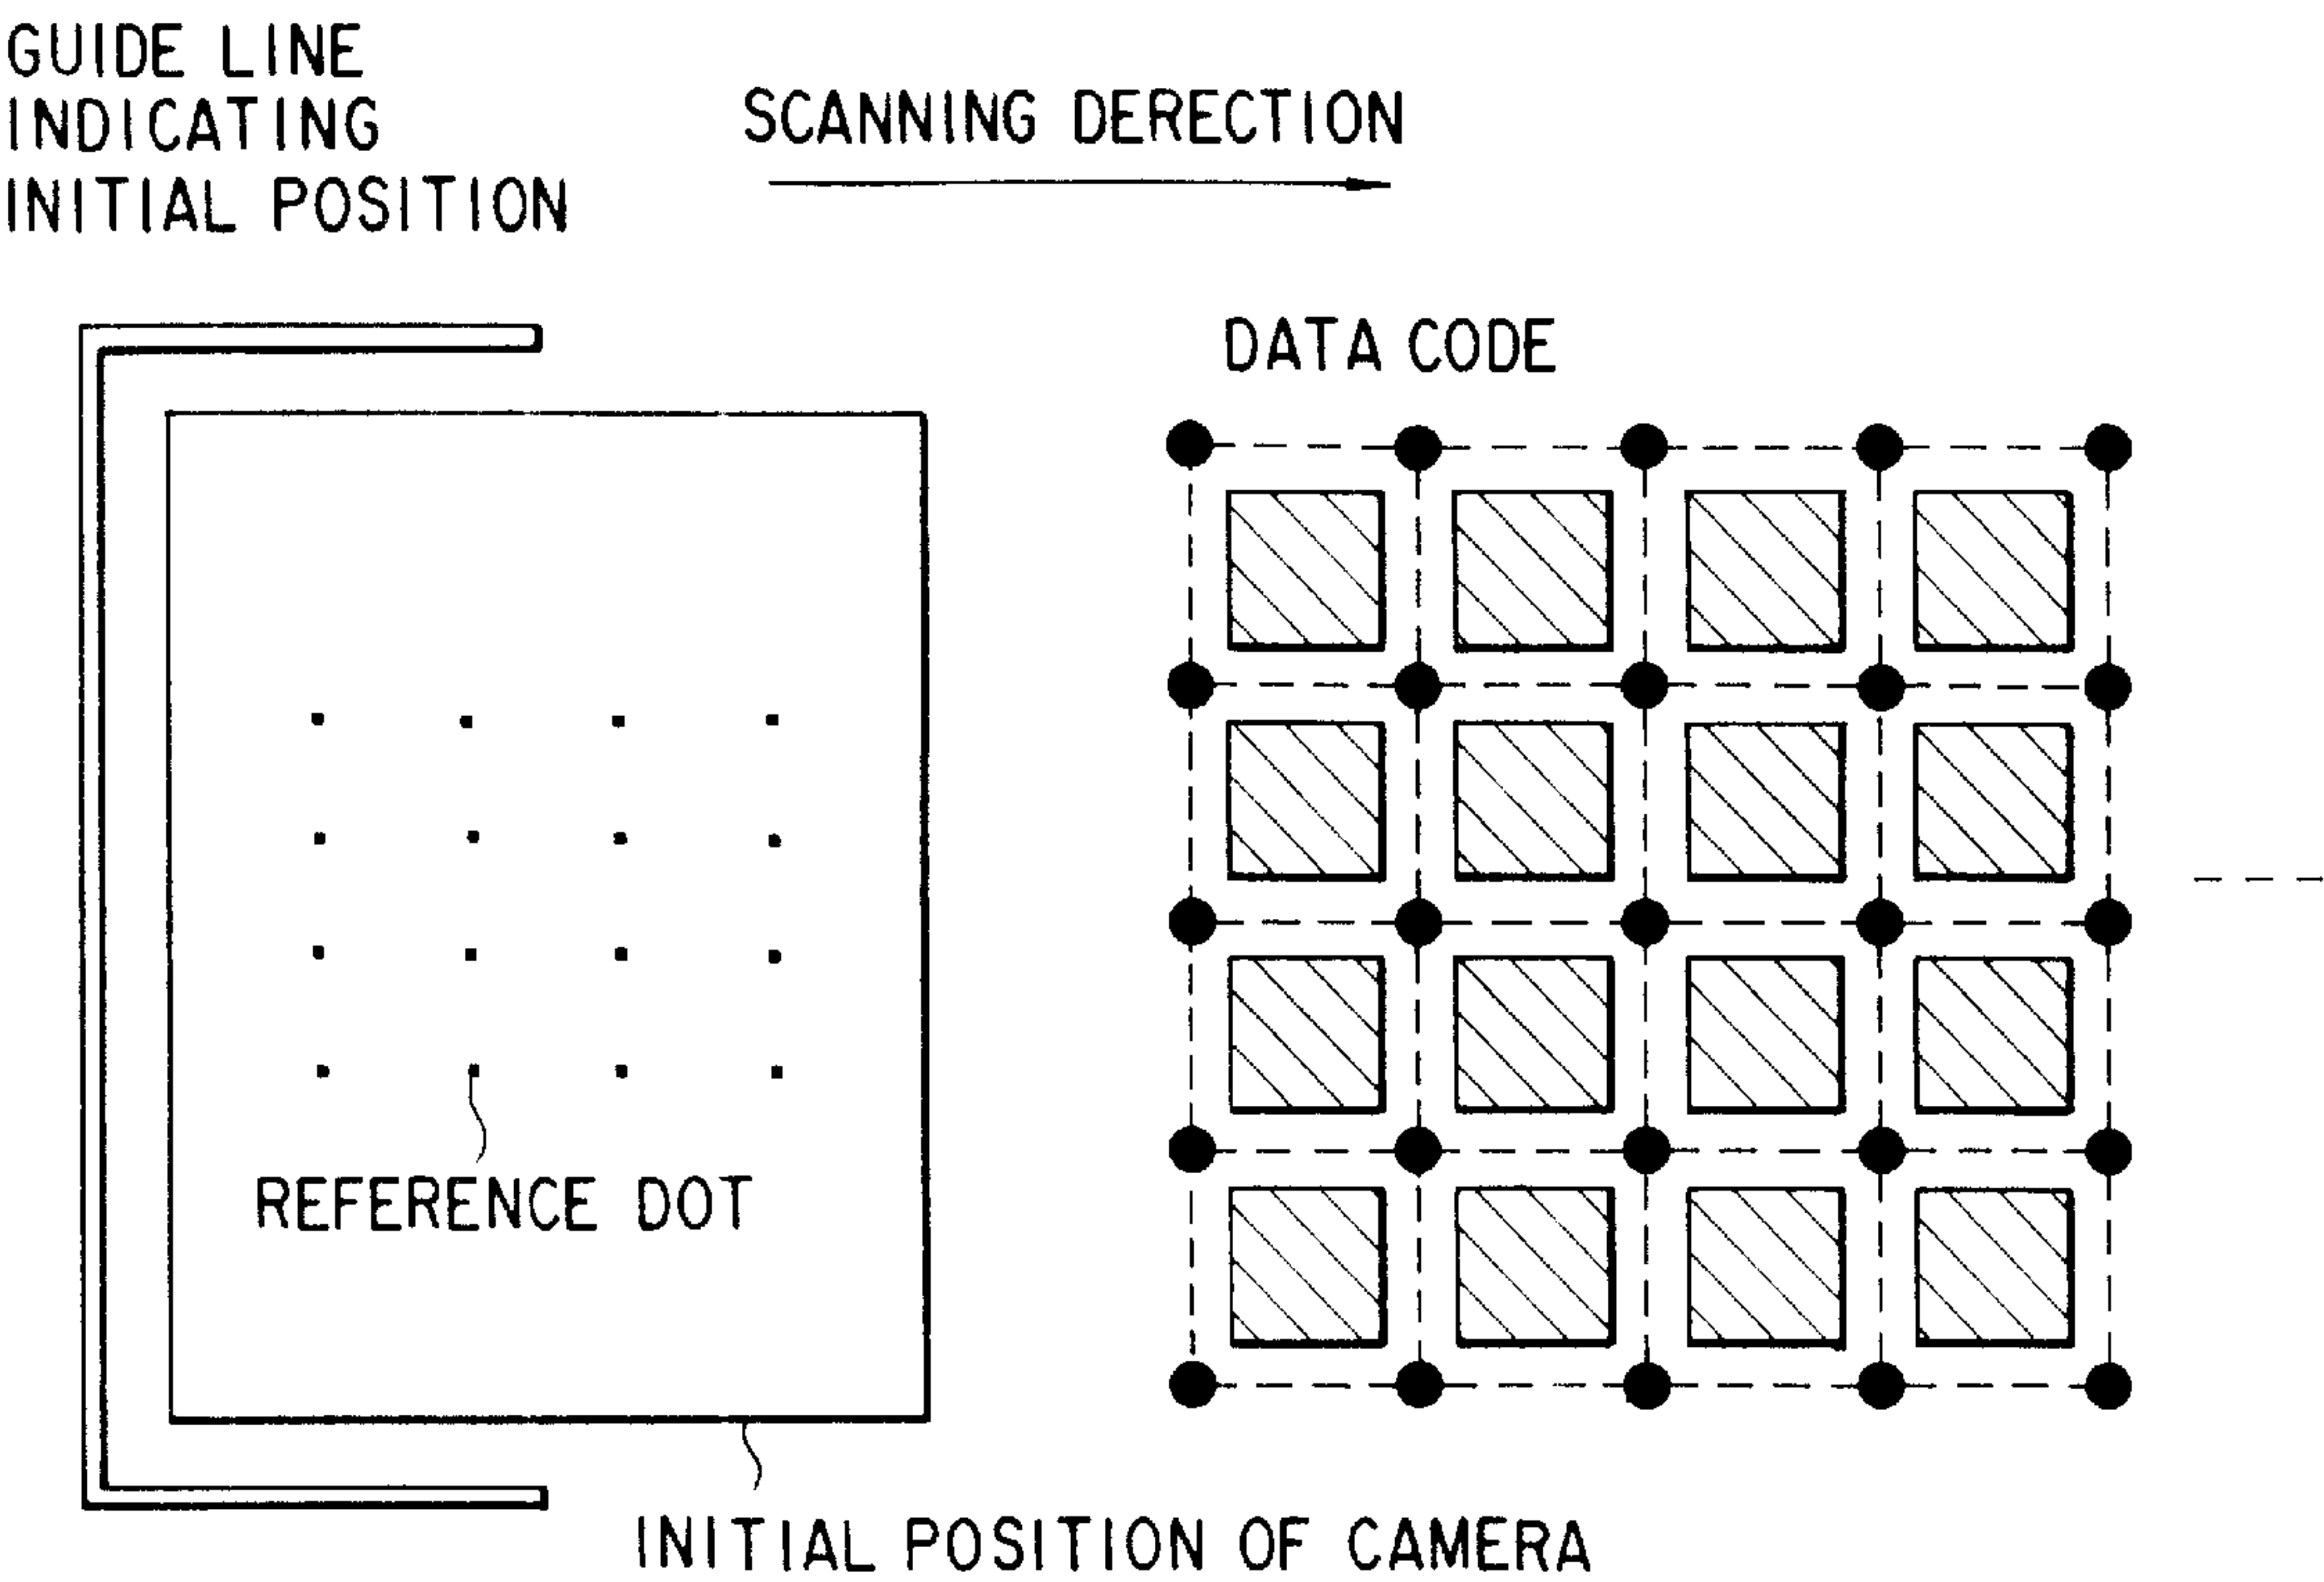 GUIDE LINE
INDICATING
INITIAL POSITION
SCANNING DERECTION
DATA CODE
REFERENCE DOT
INITIAL POSITION OF CAMERA